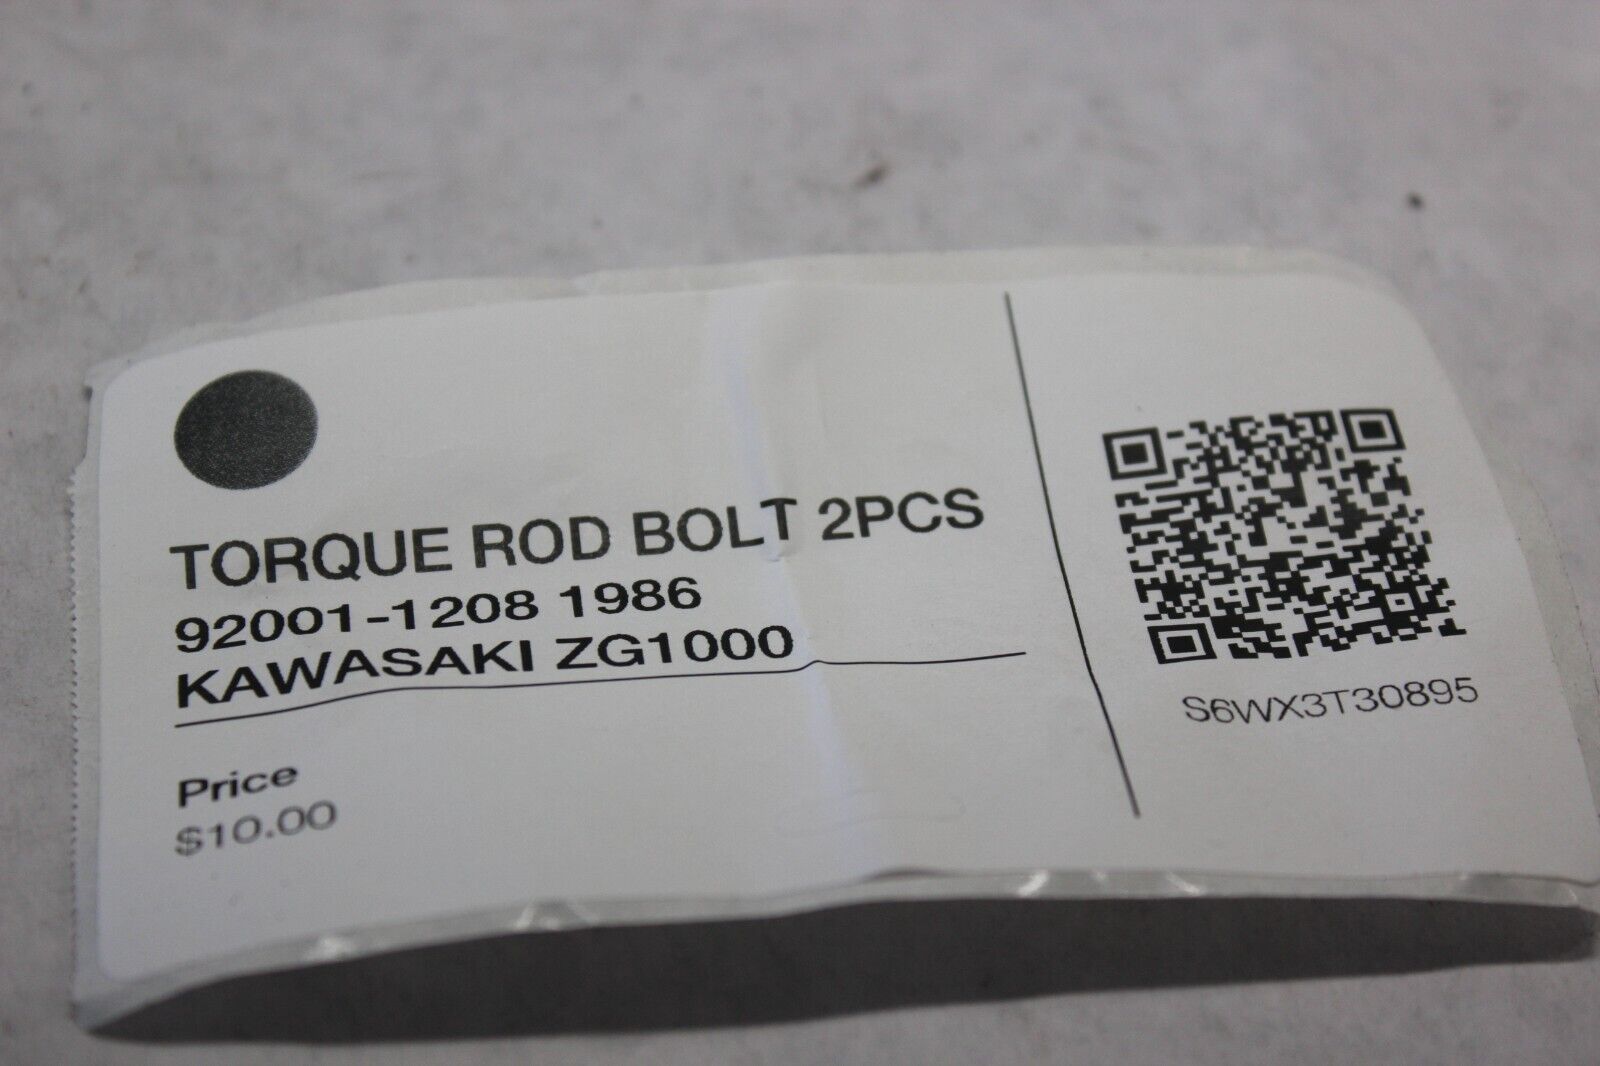 TORQUE ROD BOLT 2PCS
92001-1208 1986
KAWASAKI ZG1000
Price
$10.00
S6WX3T30895